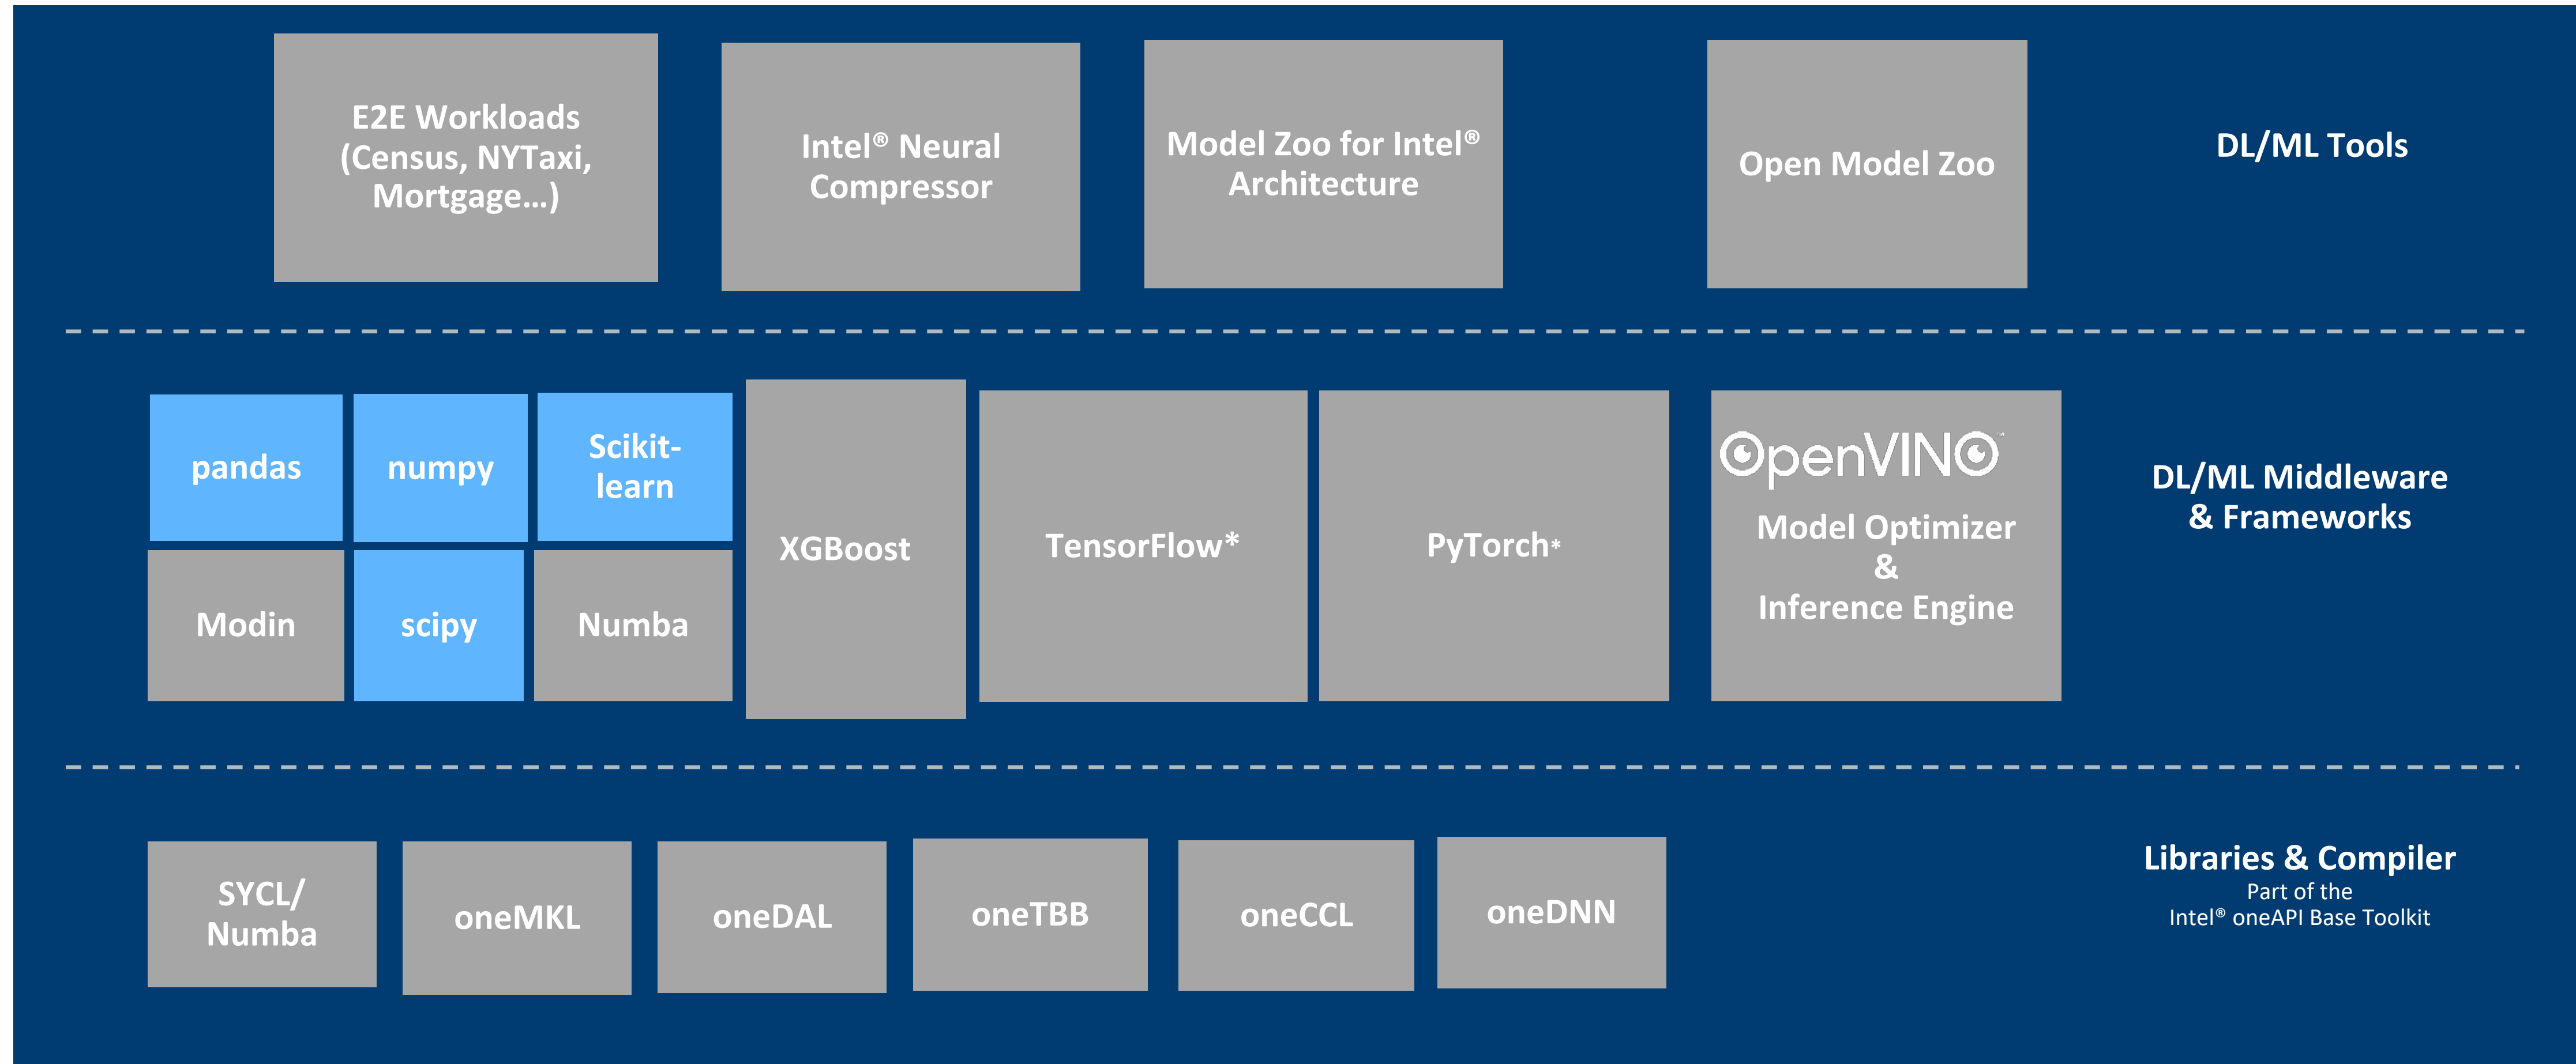 E2E Workloads
(Census, NYTaxi,
Mortgage...)
Intel® Neural
Compressor
Model Zoo for Intel®
Architecture
Open Model Zoo
DL/ML Tools
pandas
numpy
Scikit-
learn
Modin
scipy
Numba
XGBoost
TensorFlow*
PyTorch*
OpenVINO™
Model Optimizer
&
Inference Engine
DL/ML Middleware
& Frameworks
SYCL/
Numba
oneMKL
oneDAL
oneTBB
oneCCL
oneDNN
Libraries & Compiler
Part of the
Intel® oneAPI Base Toolkit